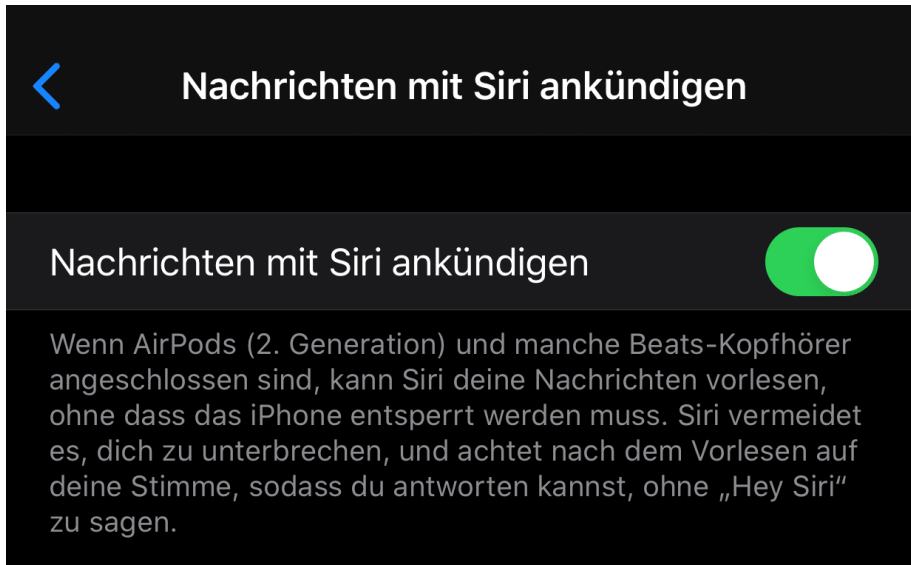 Nachrichten mit Siri ankündigen
Nachrichten mit Siri ankündigen
Wenn AirPods (2. Generation) und manche Beats-Kopfhörer
angeschlossen sind, kann Siri deine Nachrichten vorlesen,
ohne dass das iPhone entsperrt werden muss. Siri vermeidet
es, dich zu unterbrechen, und achtet nach dem Vorlesen auf
deine Stimme, sodass du antworten kannst, ohne „Hey Siri“
zu sagen.